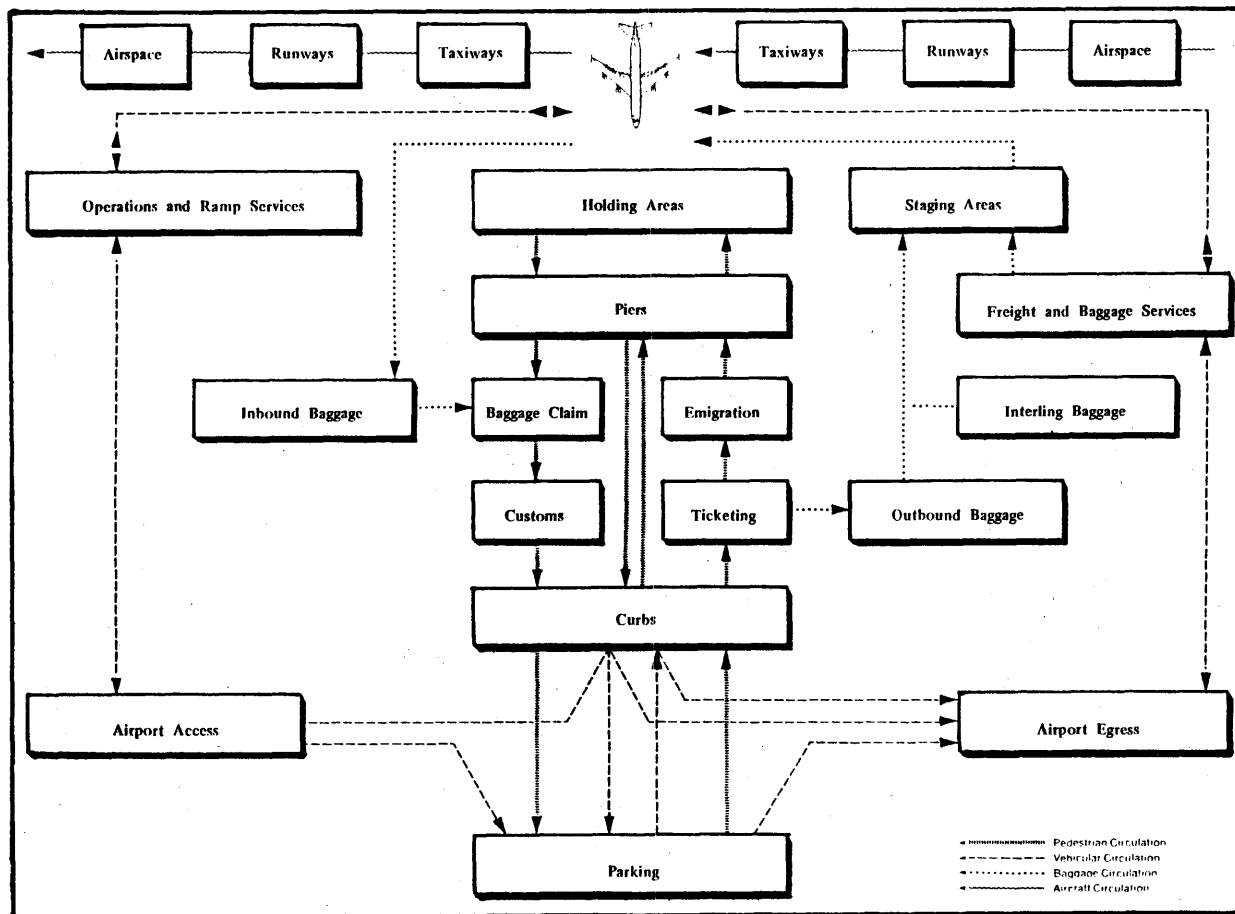 Airspace
Runways
Taxiways
Taxiways
Runways
Airspace
Operations and Ramp Services
Holding Areas
Staging Areas
Piers
Freight and Baggage Services
Inbound Baggage
Baggage Claim
Emigration
Interling Baggage
Customs
Ticketing
Outbound Baggage
Curbs
Airport Access
Airport Egress
Parking
Pedestrian Circulation
Vehicular Circulation
Baggage Circulation
Aircraft Circulation